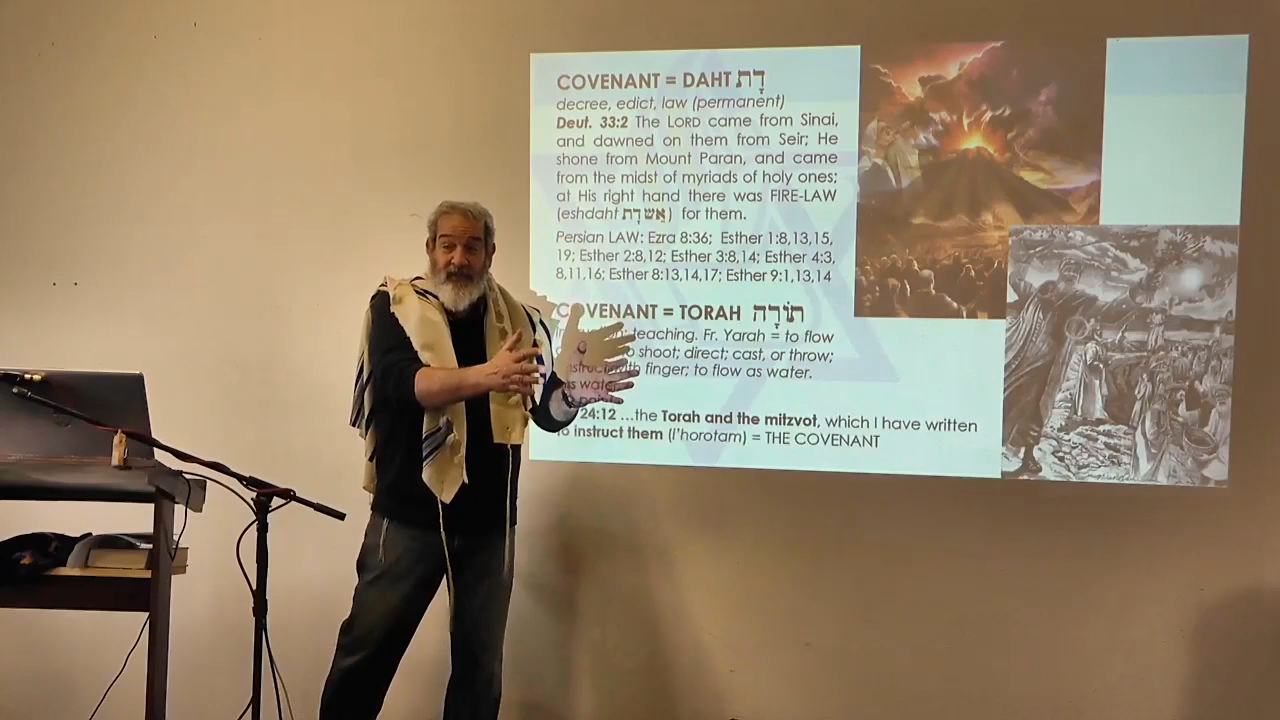 COVENANT = DAHT דָּת
decree, edict, law (permanent)
Deut. 33:2 The LORD came from Sinai,
and dawned on them from Seir; He
shone from Mount Paran, and came
from the midst of myriads of holy ones;
at His right hand there was FIRE-LAW
(eshdaht אֵשׁדָּת) for them.
Persian LAW: Ezra 8:36; Esther 1:8,13,15,
19; Esther 2:8,12; Esther 3:8,14; Esther 4:3,
8,11,16; Esther 8:13,14,17; Esther 9:1,13,14
COVENANT = TORAH תּוֹרָה
teaching. Fr. Yarah = to flow
to shoot; direct; cast, or throw;
with finger; to flow as water.
as water
24:12 ...the Torah and the mitzvot, which I have written
to instruct them (l'horotam) = THE COVENANT